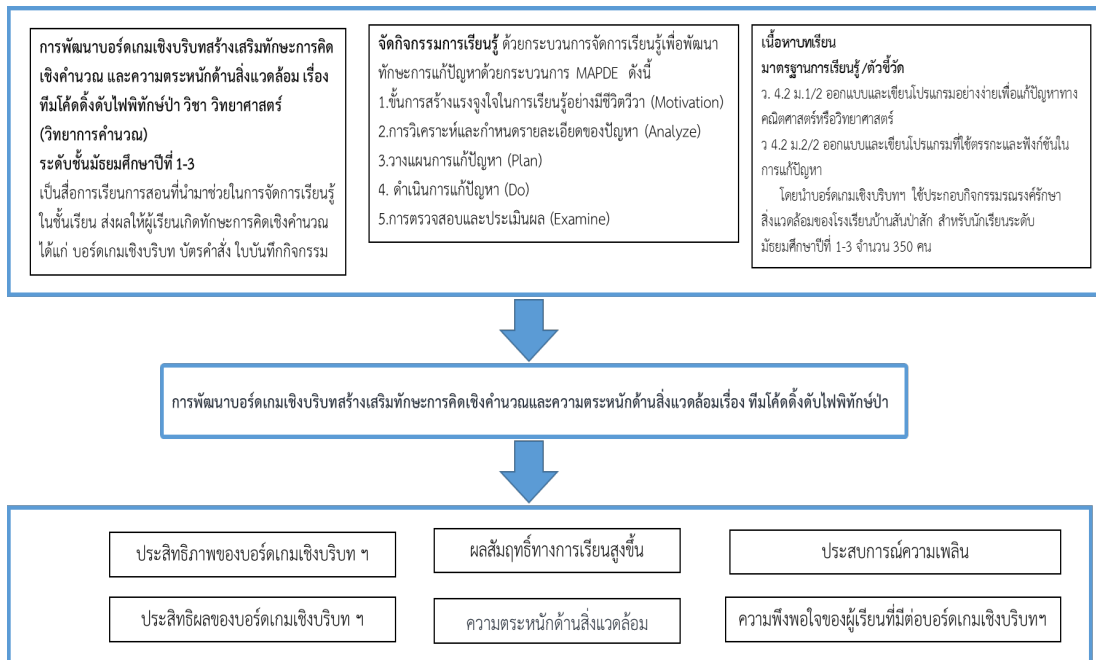 การพัฒนาบอร์ดเกมเชิงบริบทสร้างเสริมทักษะการคิด
เชิงคำนวณ และความตระหนักด้านสิ่งแวดล้อม เรื่อง
ทีมโค้ดดิ้งดับไฟพิทักษ์ป่า วิชา วิทยาศาสตร์
(วิทยาการคำนวณ)
ระดับชั้นมัธยมศึกษาปีที่ 1-3
เป็นสื่อการเรียนการสอนที่นำมาช่วยในการจัดการเรียนรู้
ในชั้นเรียน ส่งผลให้ผู้เรียนเกิดทักษะการคิดเชิงคำนวณ
ได้แก่ บอร์ดเกมเชิงบริบท บัตรคำสั่ง ใบบันทึกกิจกรรม
จัดกิจกรรมการเรียนรู้ ด้วยกระบวนการจัดการเรียนรู้เพื่อพัฒนา
ทักษะการแก้ปัญหาด้วยกระบวนการ MAPDE ดังนี้
1.ขั้นการสร้างแรงจูงใจในการเรียนรู้อย่างมีชีวิตวีวา (Motivation)
2.การวิเคราะห์และกำหนดรายละเอียดของปัญหา (Analyze)
3.วางแผนการแก้ปัญหา (Plan)
4. ดำเนินการแก้ปัญหา (Do)
5.การตรวจสอบและประเมินผล (Examine)
เนื้อหาบทเรียน
มาตรฐานการเรียนรู้ /ตัวชี้วัด
ว. 4.2 ม.1/2 ออกแบบและเขียนโปรแกรมอย่างง่ายเพื่อแก้ปัญหาทาง
คณิตศาสตร์หรือวิทยาศาสตร์
ว 4.2 ม.2/2 ออกแบบและเขียนโปรแกรมที่ใช้ตรรกะและฟังก์ชันใน
การแก้ปัญหา
โดยนำบอร์ดเกมเชิงบริบทฯ ใช้ประกอบกิจกรรมรณรงค์รักษา
สิ่งแวดล้อมของโรงเรียนบ้านสันป่าสัก สำหรับนักเรียนระดับ
มัธยมศึกษาปีที่ 1-3 จำนวน 350 คน
การพัฒนาบอร์ดเกมเชิงบริบทสร้างเสริมทักษะการคิดเชิงคำนวณและความตระหนักด้านสิ่งแวดล้อมเรื่อง ทีมโค้ดดิ้งดับไฟพิทักษ์ป่า
ประสิทธิภาพของบอร์ดเกมเชิงบริบท ฯ
ผลสัมฤทธิ์ทางการเรียนสูงขึ้น
ประสบการณ์ความเพลิน
ประสิทธิผลของบอร์ดเกมเชิงบริบท ฯ
ความตระหนักด้านสิ่งแวดล้อม
ความพึงพอใจของผู้เรียนที่มีต่อบอร์ดเกมเชิงบริบทฯ